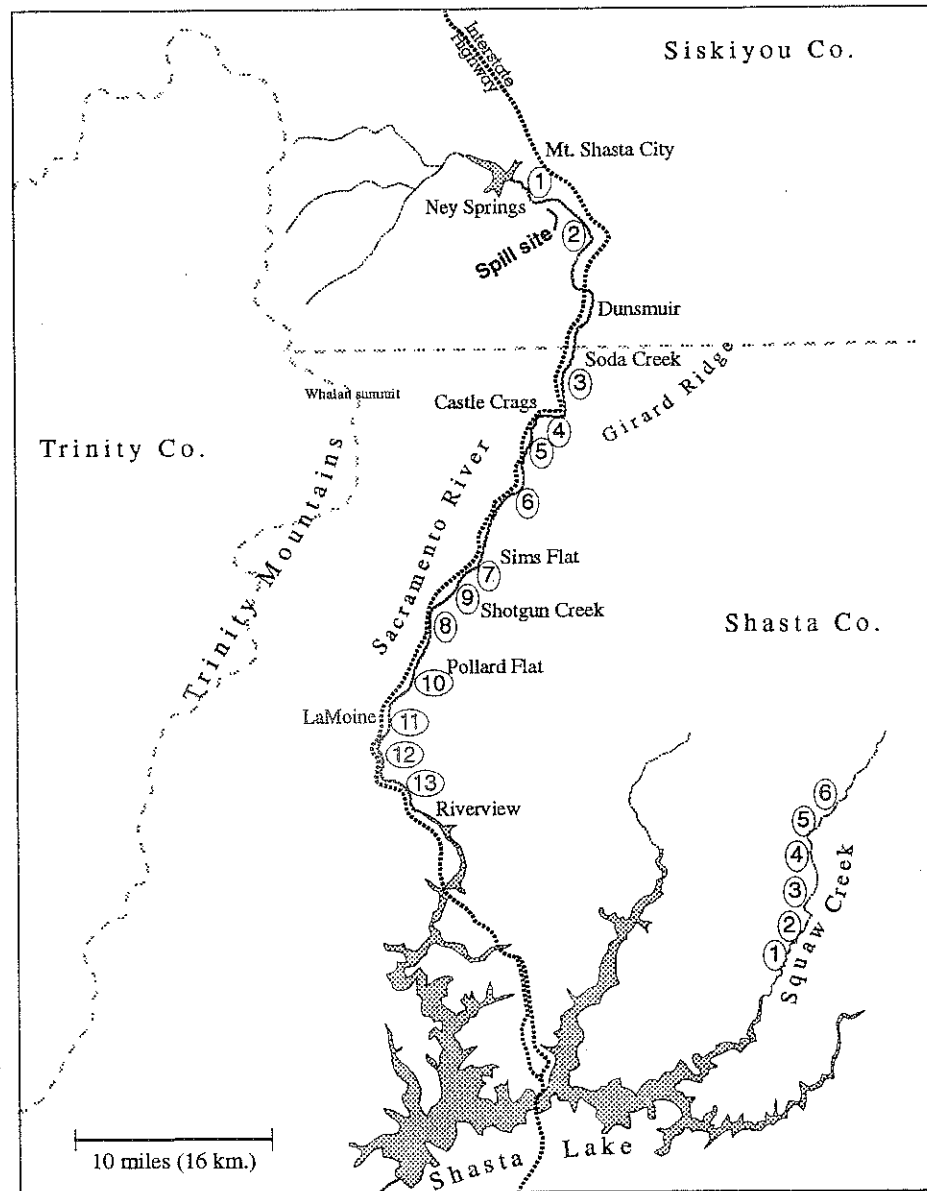 Siskiyou Co.
Interstate
Highway
Mt. Shasta City
1
Ney Springs
Spill site
2
Dunsmuir
Soda Creek
3
Girard Ridge
Whalan summit
Castle Crags
4
Trinity Co.
5
Sacramento River
6
Trinity Mountains
Sims Flat
7
9
Shotgun Creek
8
Shasta Co.
Pollard Flat
10
LaMoine
11
12
13
Riverview
6
5
4
3
2
1
Squaw Creek
10 miles (16 km.)
Shasta Lake